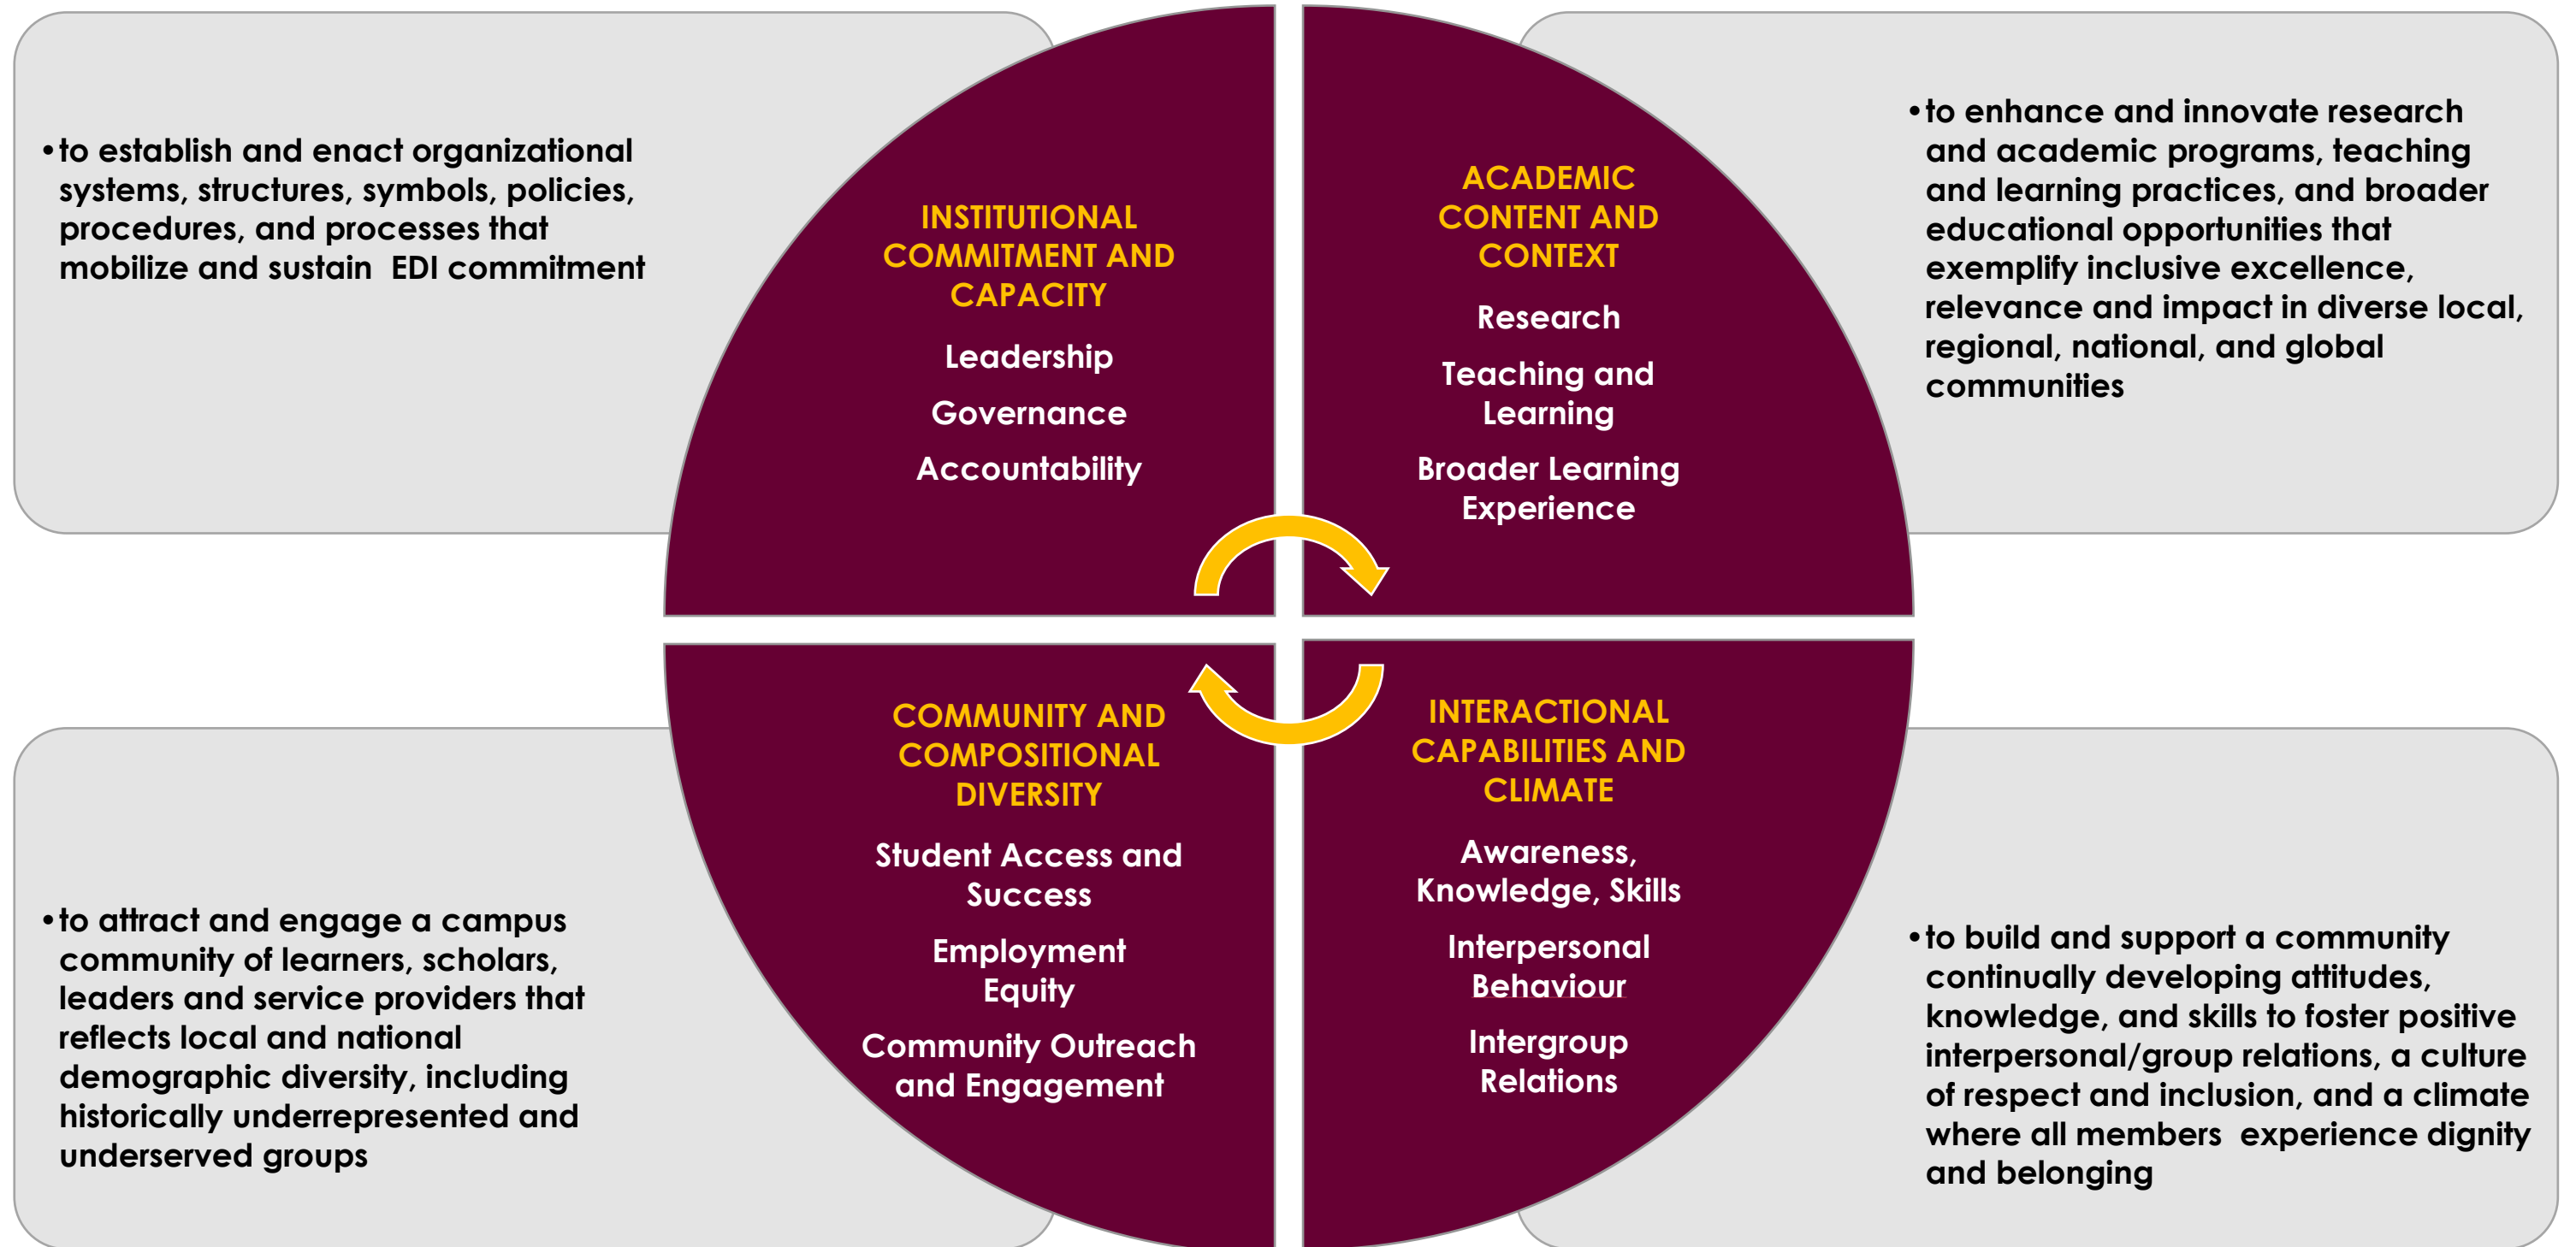 •to establish and enact organizational
systems, structures, symbols, policies,
procedures, and processes that
mobilize and sustain  EDI commitment
INSTITUTIONAL
COMMITMENT AND
CAPACITY
Leadership
Governance
Accountability
ACADEMIC
CONTENT AND
CONTEXT
Research
Teaching and
Learning
Broader Learning
Experience
•to enhance and innovate research
and academic programs, teaching
and learning practices, and broader
educational opportunities that
exemplify inclusive excellence,
relevance and impact in diverse local,
regional, national, and global
communities
•to attract and engage a campus
community of learners, scholars,
leaders and service providers that
reflects local and national
demographic diversity, including
historically underrepresented and
underserved groups
COMMUNITY AND
COMPOSITIONAL
DIVERSITY
Student Access and
Success
Employment
Equity
Community Outreach
and Engagement
INTERACTIONAL
CAPABILITIES AND
CLIMATE
Awareness,
Knowledge, Skills
Interpersonal
Behaviour
Intergroup
Relations
•to build and support a community
continually developing attitudes,
knowledge, and skills to foster positive
interpersonal/group relations, a culture
of respect and inclusion, and a climate
where all members  experience dignity
and belonging